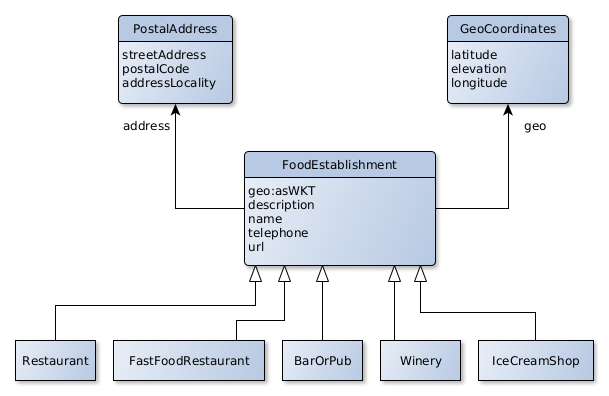 PostalAddress
streetAddress
postalCode
addressLocality
GeoCoordinates
latitude
elevation
longitude
address
geo
FoodEstablishment
geo:asWKT
description
name
telephone
url
Restaurant
FastFoodRestaurant
BarOrPub
Winery
IceCreamShop